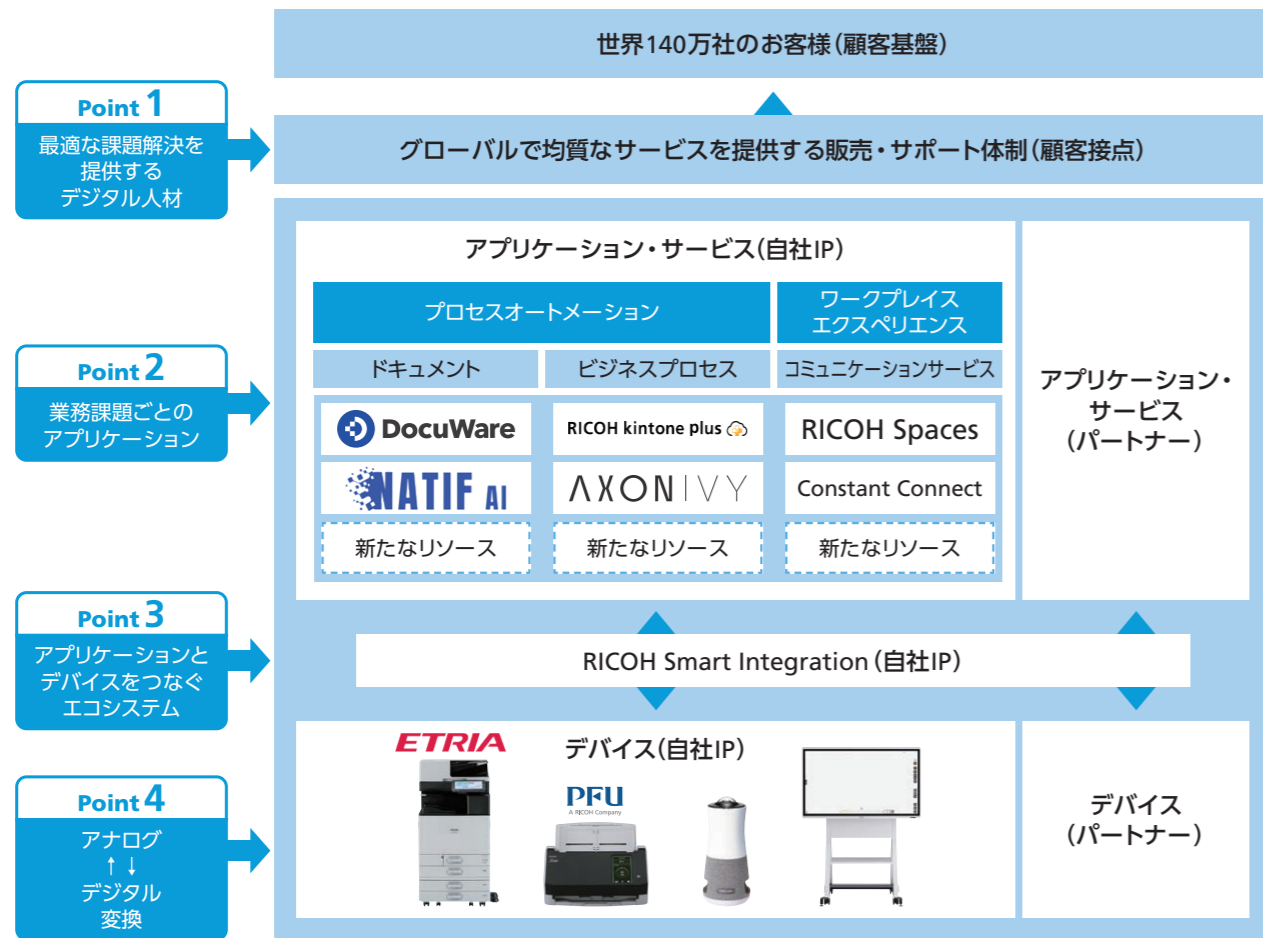 世界140万社のお客様（顧客基盤）
Point 1
最適な課題解決を
提供する
デジタル人材
グローバルで均質なサービスを提供する販売・サポート体制（顧客接点）
アプリケーション・サービス（自社IP）
プロセスオートメーション
ワークプレイス
エクスペリエンス
ドキュメント
ビジネスプロセス
コミュニケーションサービス
DocuWare
RICOH kintone plus
RICOH Spaces
NATIF AI
AXONIVY
Constant Connect
新たなリソース
新たなリソース
新たなリソース
アプリケーション・
サービス
（パートナー）
Point 2
業務課題ごとの
アプリケーション
Point 3
アプリケーションと
デバイスをつなぐ
エコシステム
RICOH Smart Integration（自社IP）
Point 4
アナログ
↑↓
デジタル
変換
ETRIA
デバイス（自社IP）
PFU
A RICOH Company
デバイス
（パートナー）